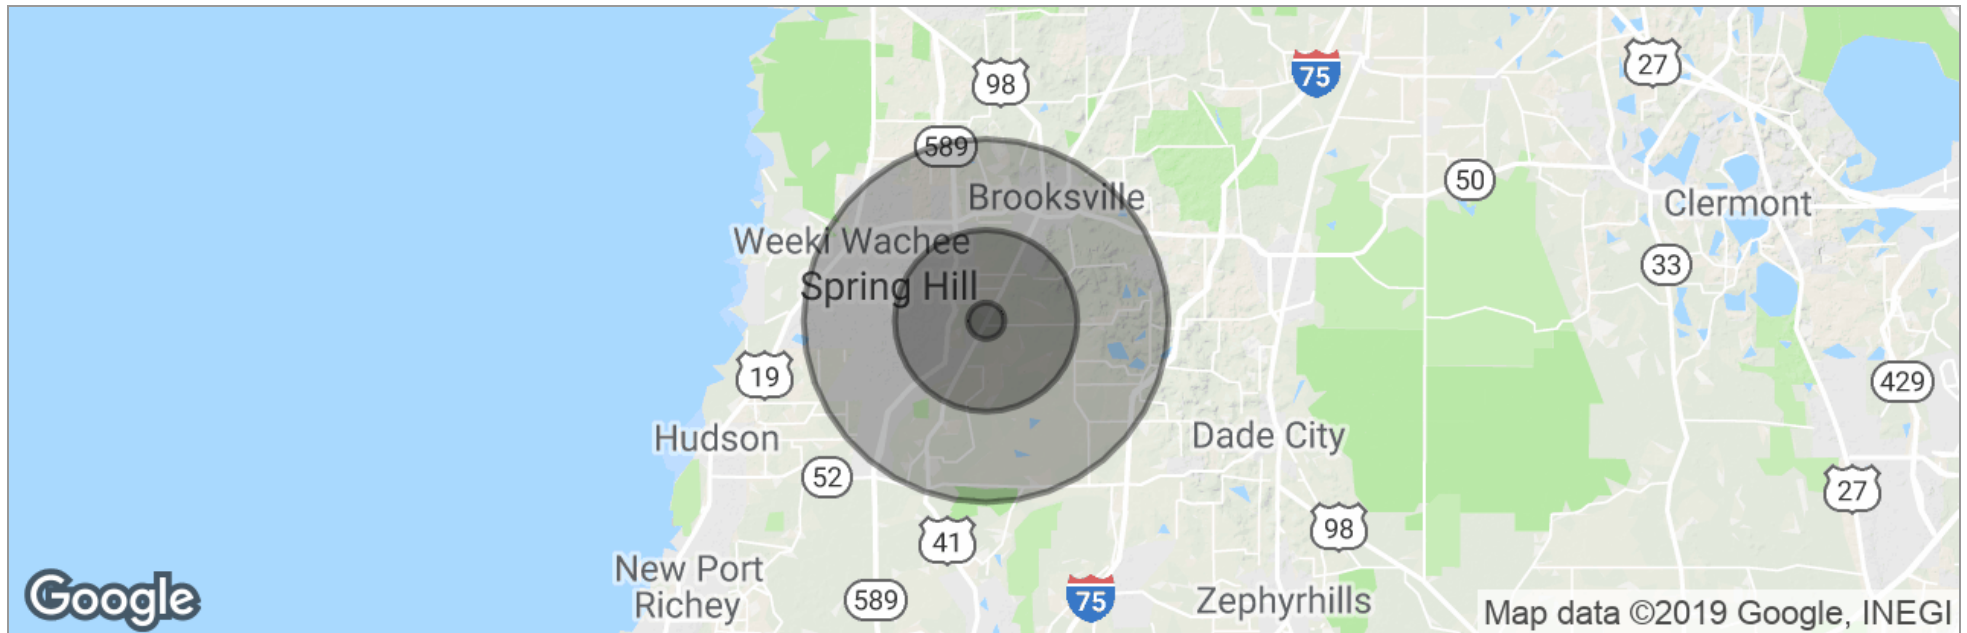 27
98
75
589
50
Brooksville
Clermont
Weeki Wachee
33
Spring Hill
19
429
Hudson
Dade City
52
27
98
41
New Port
Richey
75
589
Zephyrhills
Google
Map data ©2019 Google, INEGI